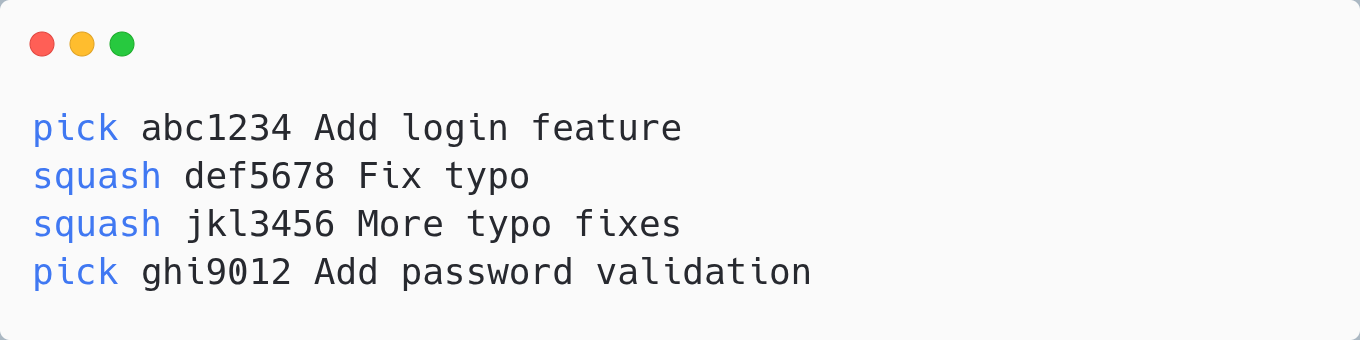 pick abc1234 Add login feature
squash def5678 Fix typo
squash jkl3456 More typo fixes
pick ghi9012 Add password validation